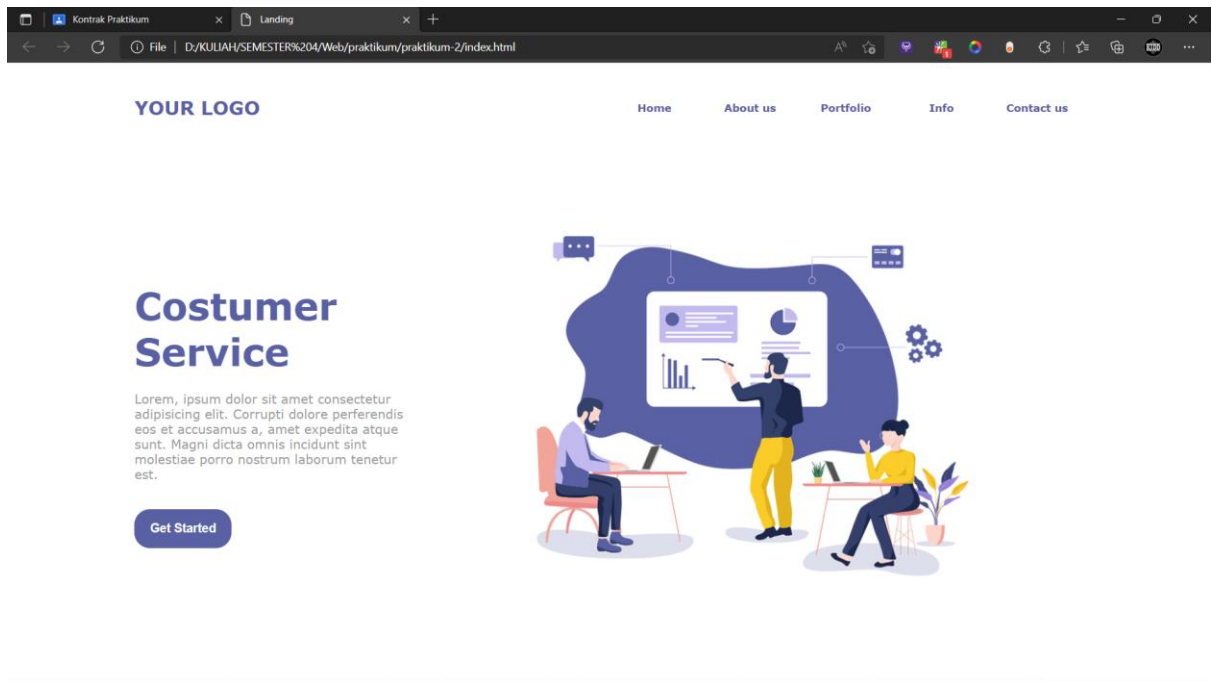 Kontrak Praktikum
Landing
File | D:/KULIAH/SEMESTER%204/Web/praktikum/praktikum-2/index.html
YOUR LOGO
Home About us Portfolio Info Contact us
Costumer
Service
Lorem, ipsum dolor sit amet consectetur
adipisicing elit. Corrupti dolore perferendis
eos et accusamus a, amet expedita atque
sunt. Magni dicta omnis incidunt sint
molestiae porro nostrum laborum tenetur
est.
Get Started